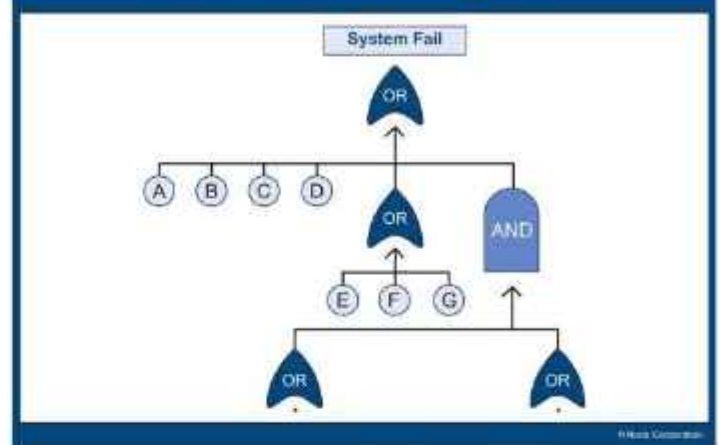 System Fail
OR
A B C D
OR
AND
E F G
OR OR